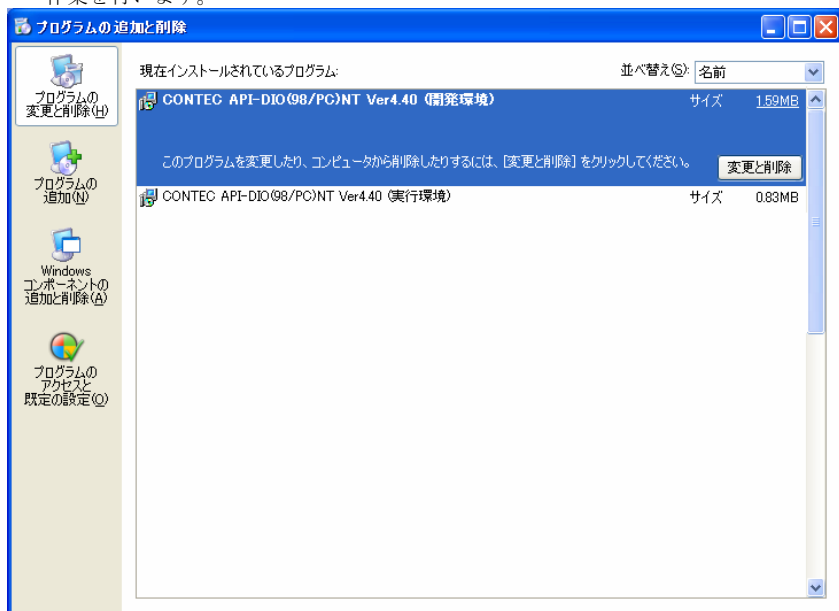 作業を行います。
プログラムの追加と削除
現在インストールされているプログラム:
並べ替え(S): 名前
プログラムの
変更と削除(H)
CONTEC API-DIO(98/PC)NT Ver4.40 (開発環境)
サイズ 1.59MB
このプログラムを変更したり、コンピュータから削除したりするには、[変更と削除] をクリックしてください。
変更と削除
CONTEC API-DIO(98/PC)NT Ver4.40 (実行環境)
サイズ 0.83MB
プログラムの
追加(N)
Windows
コンポーネントの
追加と削除(A)
プログラムの
アクセスと
既定の設定(O)